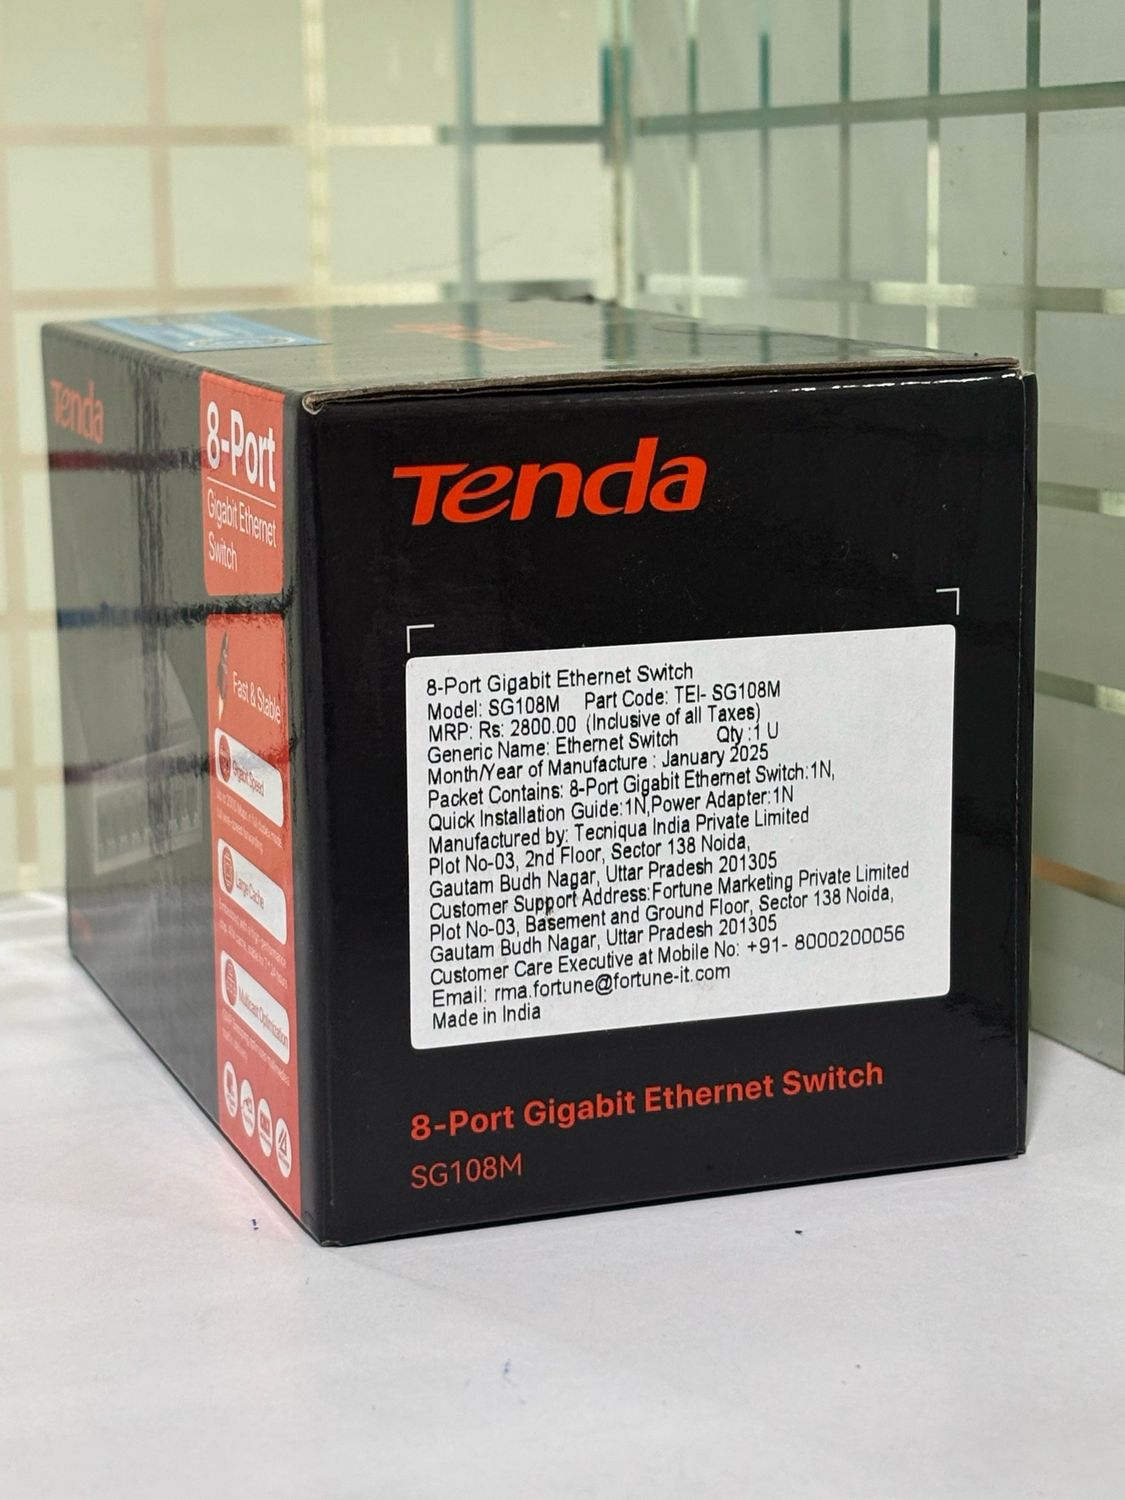 Tenda
8-Port
Gigabit Ethernet
Switch
Fast & Stable
Gigabit Speed
Large Cache
Multicast Optimization
Tenda
8-Port Gigabit Ethernet Switch
Model: SG108M Part Code: TEI- SG108M
MRP: Rs: 2800.00 (Inclusive of all Taxes)
Generic Name: Ethernet Switch Qty :1 U
Month/Year of Manufacture : January 2025
Packet Contains: 8-Port Gigabit Ethernet Switch:1N,
Quick Installation Guide:1N,Power Adapter:1N
Manufactured by: Tecniqua India Private Limited
Plot No-03, 2nd Floor, Sector 138 Noida,
Gautam Budh Nagar, Uttar Pradesh 201305
Customer Support Address:Fortune Marketing Private Limited
Plot No-03, Basement and Ground Floor, Sector 138 Noida,
Gautam Budh Nagar, Uttar Pradesh 201305
Customer Care Executive at Mobile No: +91- 8000200056
Email: rma.fortune@fortune-it.com
Made in India
8-Port Gigabit Ethernet Switch
SG108M